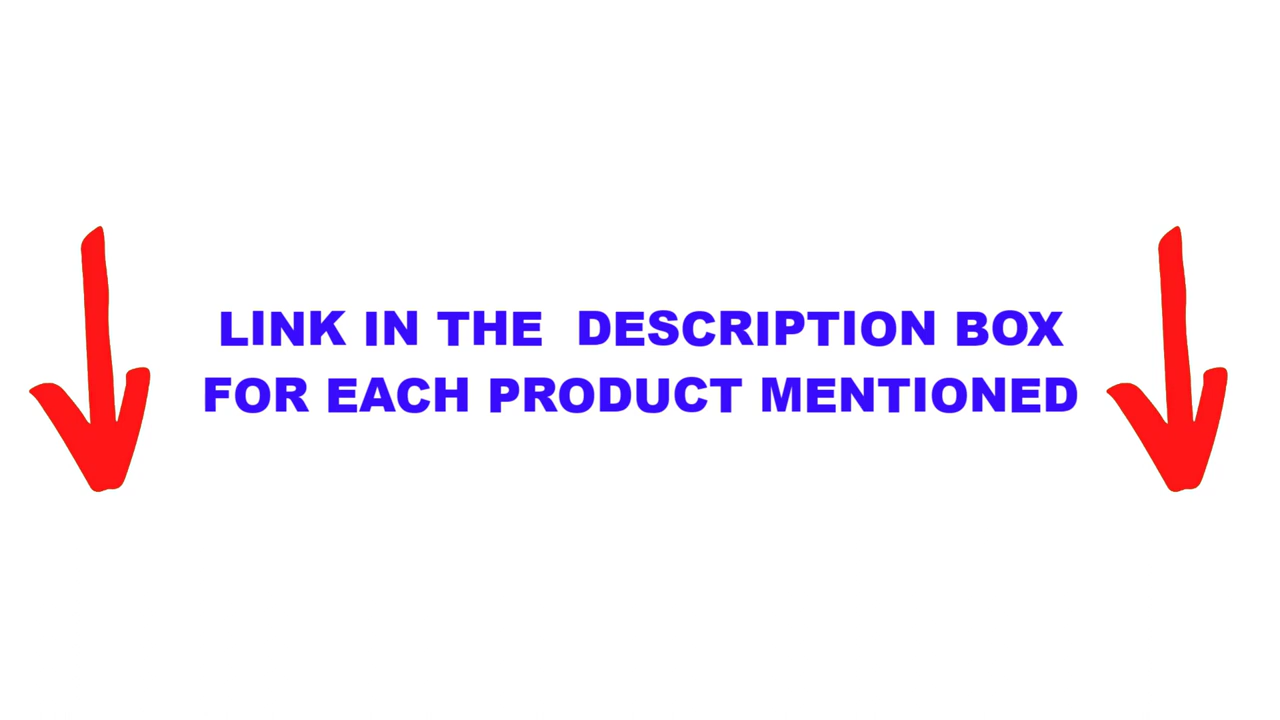 LINK IN THE  DESCRIPTION BOX
FOR EACH PRODUCT MENTIONED